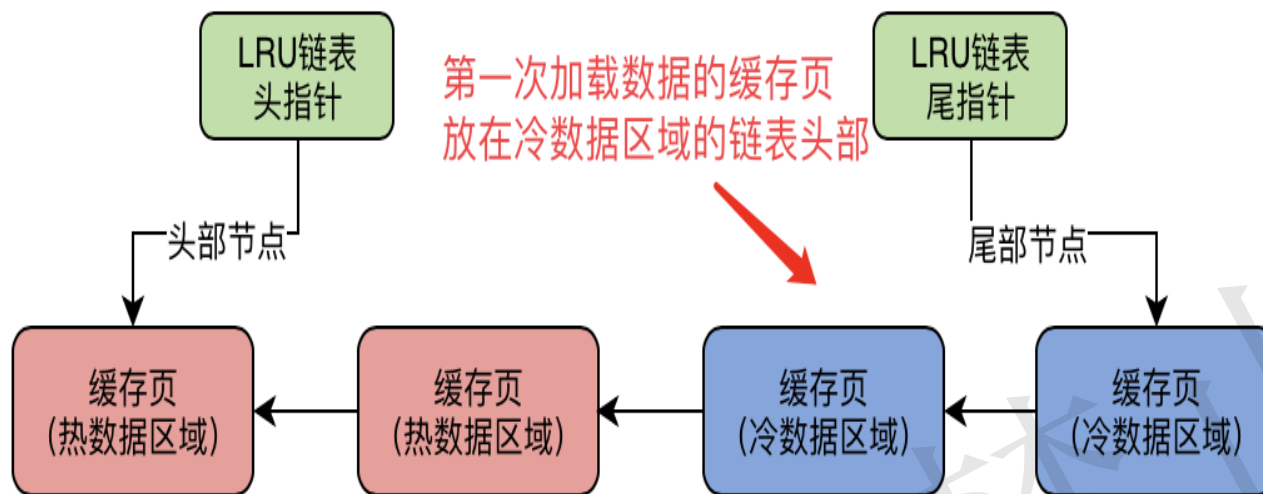 LRU链表
头指针
第一次加载数据的缓存页
放在冷数据区域的链表头部
LRU链表
尾指针
头部节点
尾部节点
缓存页
(热数据区域)
缓存页
(热数据区域)
缓存页
(冷数据区域)
缓存页
(冷数据区域)